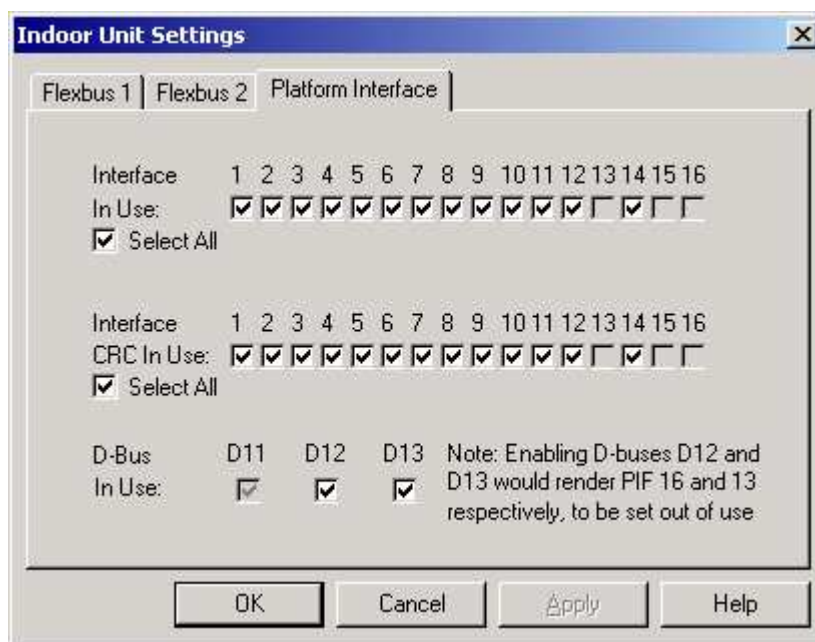 Indoor Unit Settings
Flexbus 1 Flexbus 2 Platform Interface
Interface 1 2 3 4 5 6 7 8 9 10 11 12 13 14 15 16
In Use:
Select All
Interface 1 2 3 4 5 6 7 8 9 10 11 12 13 14 15 16
CRC In Use:
Select All
D-Bus D11 D12 D13 Note: Enabling D-buses D12 and
In Use: D13 would render PIF 16 and 13
respectively, to be set out of use
OK Cancel Apply Help